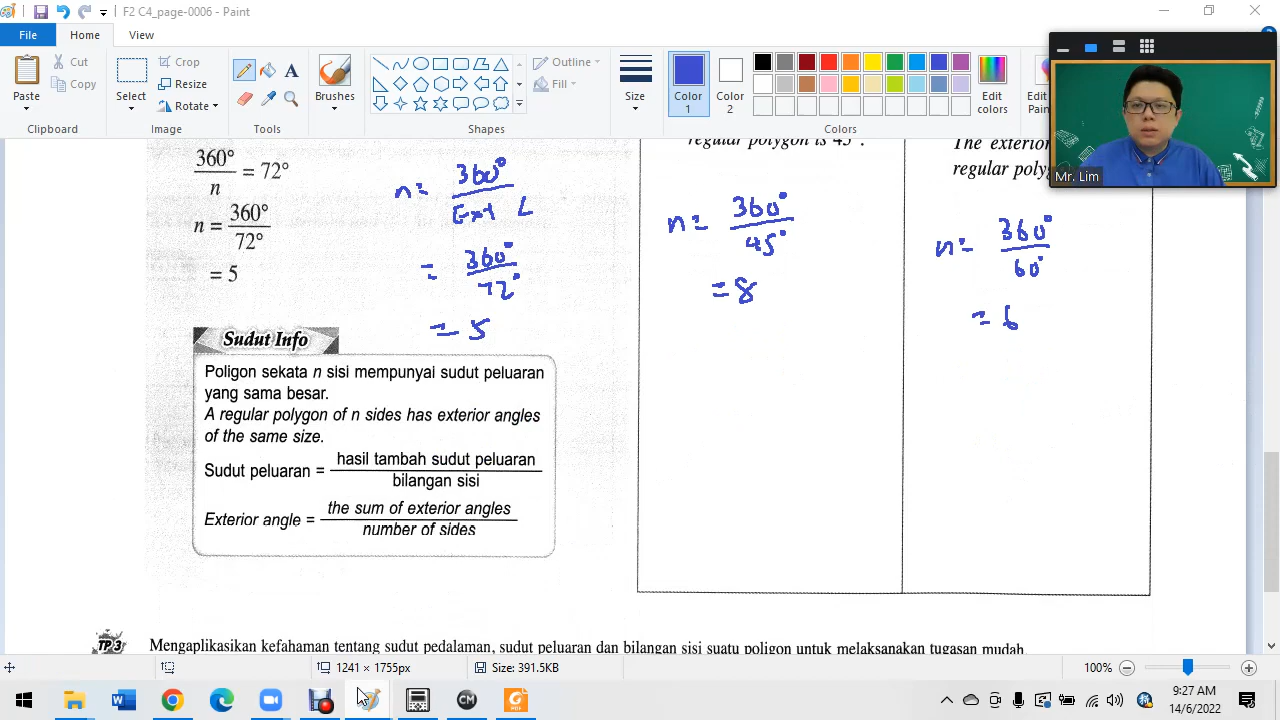 F2 C4_page-0006 - Paint
File
Home
View
Paste
Cut
Copy
Clipboard
Select
Crop
Resize
Rotate
Image
Tools
Brushes
Shapes
Outline
Fill
Size
Color 1
Color 2
Edit colors
Colors
Edit
Pain
Mr. Lim
360°/n = 72°
n = 360°/72°
= 5
n = 360°/Ext ∠
= 360°/72°
= 5
regular polygon is 45°.
n = 360°/45°
= 8
The exterior
regular polyg
n = 360°/60°
= 6
Sudut Info
Poligon sekata n sisi mempunyai sudut peluaran
yang sama besar.
A regular polygon of n sides has exterior angles
of the same size.
Sudut peluaran = hasil tambah sudut peluaran / bilangan sisi
Exterior angle = the sum of exterior angles / number of sides
TP 3
Mengaplikasikan kefahaman tentang sudut pedalaman, sudut peluaran dan bilangan sisi suatu poligon untuk melaksanakan tugasan mudah.
1241 × 1755px
Size: 391.5KB
100%
9:27 AM
14/6/2022